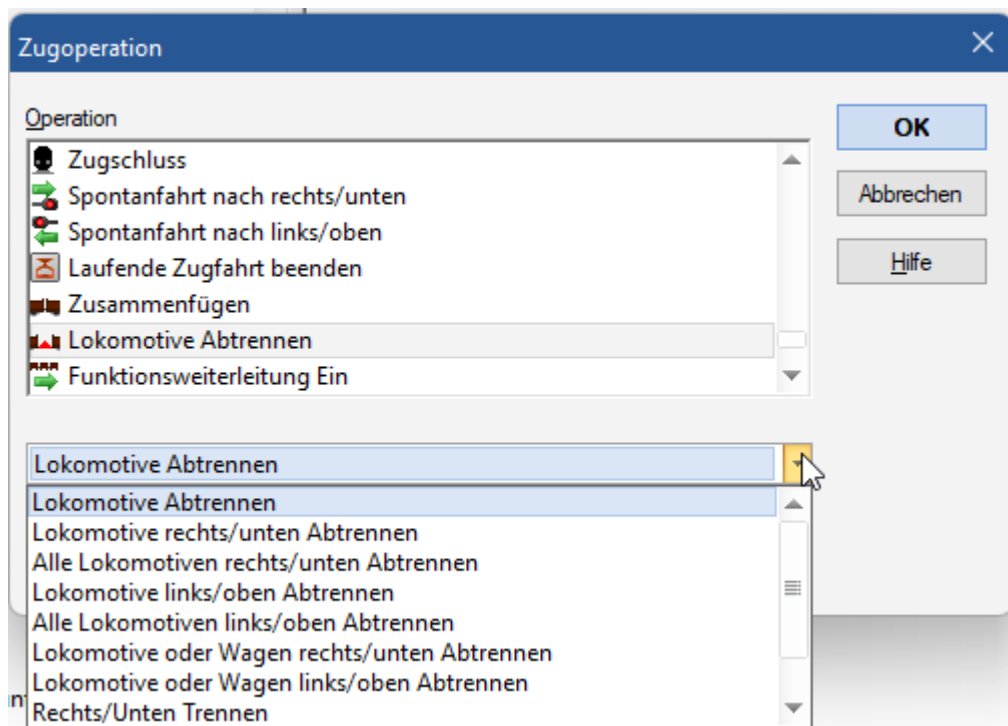 Zugoperation
Operation
Zugschluss
Spontanfahrt nach rechts/unten
Spontanfahrt nach links/oben
Laufende Zugfahrt beenden
Zusammenfügen
Lokomotive Abtrennen
Funktionsweiterleitung Ein
OK
Abbrechen
Hilfe
Lokomotive Abtrennen
Lokomotive Abtrennen
Lokomotive rechts/unten Abtrennen
Alle Lokomotiven rechts/unten Abtrennen
Lokomotive links/oben Abtrennen
Alle Lokomotiven links/oben Abtrennen
Lokomotive oder Wagen rechts/unten Abtrennen
Lokomotive oder Wagen links/oben Abtrennen
Rechts/Unten Trennen